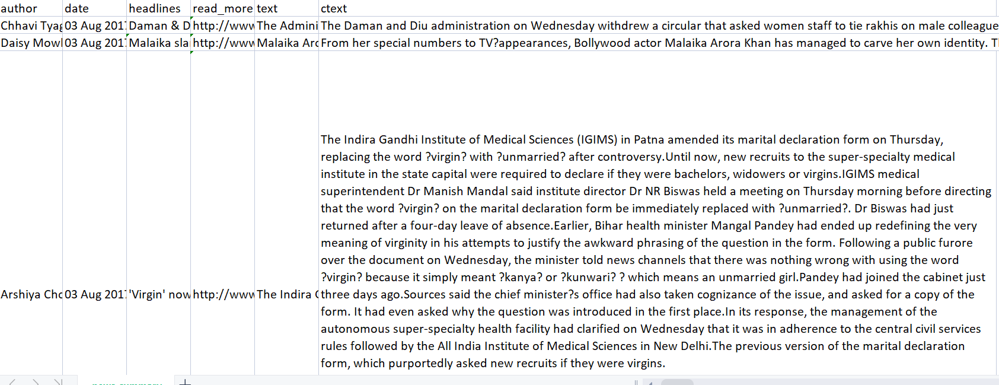 author date headlines read_more text ctext
Chhavi Tyag 03 Aug 201 Daman & D http://www The Admini The Daman and Diu administration on Wednesday withdrew a circular that asked women staff to tie rakhis on male colleague
Daisy Mowl 03 Aug 201 Malaika sla http://www Malaika Aro From her special numbers to TV?appearances, Bollywood actor Malaika Arora Khan has managed to carve her own identity. T
The Indira Gandhi Institute of Medical Sciences (IGIMS) in Patna amended its marital declaration form on Thursday,
replacing the word ?virgin? with ?unmarried? after controversy.Until now, new recruits to the super-specialty medical
institute in the state capital were required to declare if they were bachelors, widowers or virgins.IGIMS medical
superintendent Dr Manish Mandal said institute director Dr NR Biswas held a meeting on Thursday morning before directing
that the word ?virgin? on the marital declaration form be immediately replaced with ?unmarried?. Dr Biswas had just
returned after a four-day leave of absence.Earlier, Bihar health minister Mangal Pandey had ended up redefining the very
meaning of virginity in his attempts to justify the awkward phrasing of the question in the form. Following a public furore
over the document on Wednesday, the minister told news channels that there was nothing wrong with using the word
?virgin? because it simply meant ?kanya? or ?kunwari? ? which means an unmarried girl.Pandey had joined the cabinet just
Arshiya Cho 03 Aug 201 'Virgin' now http://www The Indira three days ago.Sources said the chief minister?s office had also taken cognizance of the issue, and asked for a copy of the
form. It had even asked why the question was introduced in the first place.In its response, the management of the
autonomous super-specialty health facility had clarified on Wednesday that it was in adherence to the central civil services
rules followed by the All India Institute of Medical Sciences in New Delhi.The previous version of the marital declaration
form, which purportedly asked new recruits if they were virgins.